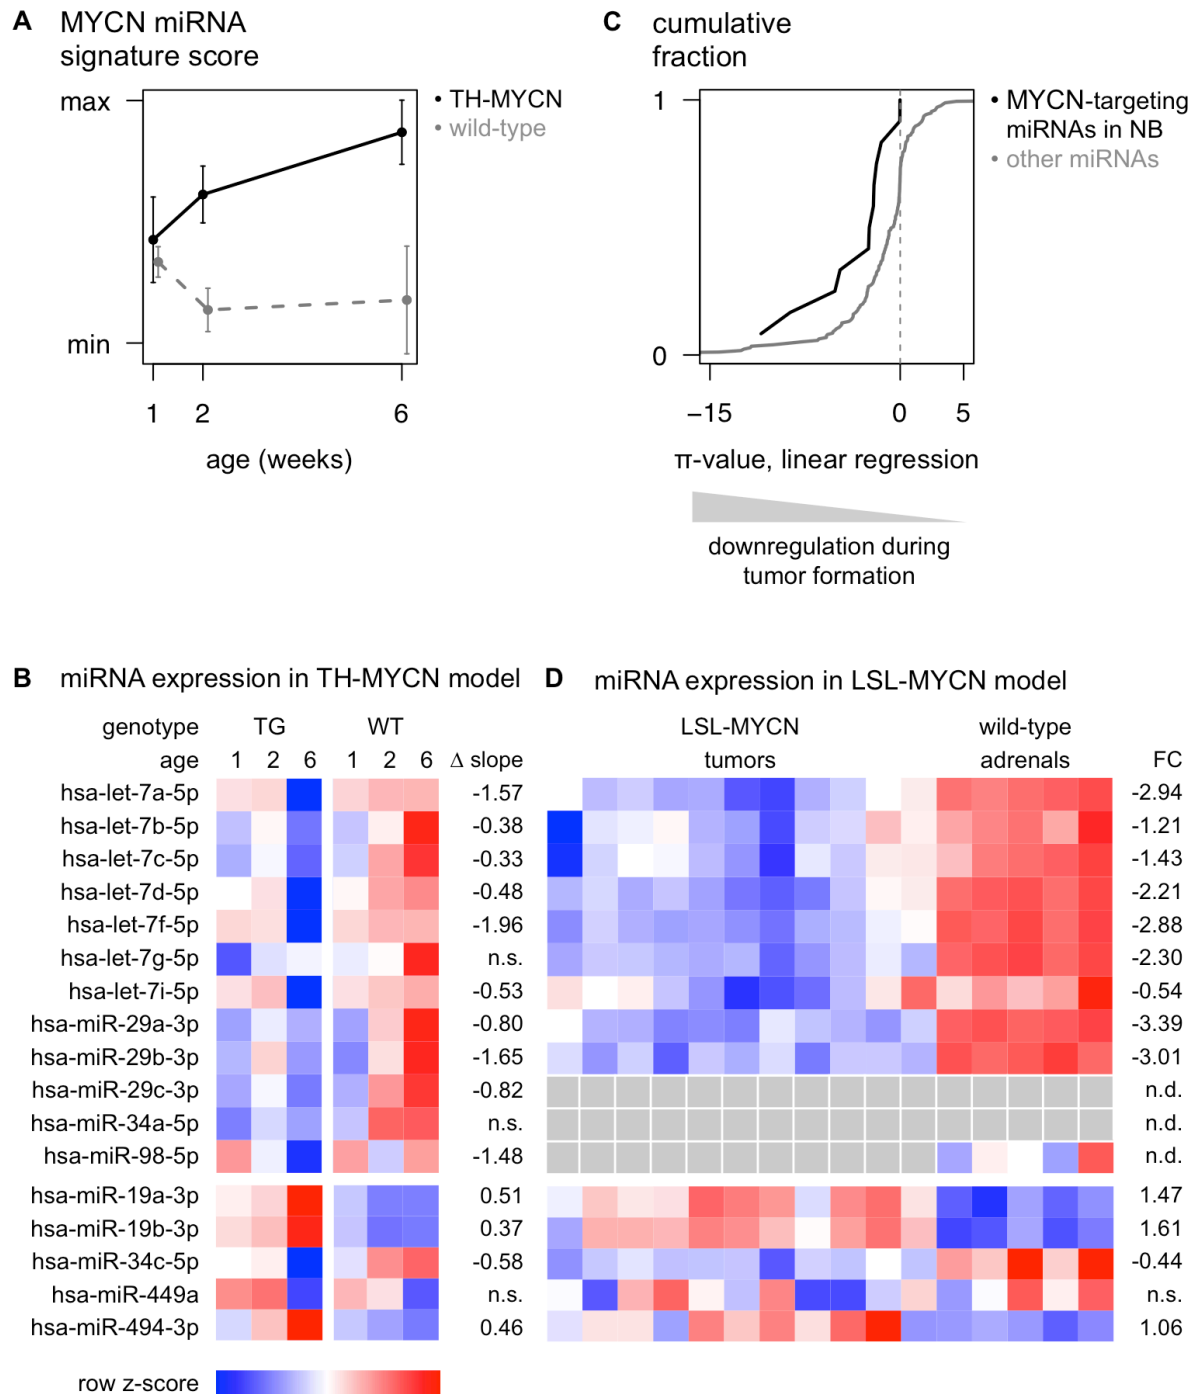 A MYCN miRNA
signature score
max
min
1 2 6
age (weeks)
• TH-MYCN
• wild-type
C cumulative
fraction
1
0
−15 0 5
π-value, linear regression
downregulation during
tumor formation
• MYCN-targeting
miRNAs in NB
• other miRNAs
B miRNA expression in TH-MYCN model
genotype TG WT
age 1 2 6 1 2 6 Δ slope
hsa-let-7a-5p -1.57
hsa-let-7b-5p -0.38
hsa-let-7c-5p -0.33
hsa-let-7d-5p -0.48
hsa-let-7f-5p -1.96
hsa-let-7g-5p n.s.
hsa-let-7i-5p -0.53
hsa-miR-29a-3p -0.80
hsa-miR-29b-3p -1.65
hsa-miR-29c-3p -0.82
hsa-miR-34a-5p n.s.
hsa-miR-98-5p -1.48
hsa-miR-19a-3p 0.51
hsa-miR-19b-3p 0.37
hsa-miR-34c-5p -0.58
hsa-miR-449a n.s.
hsa-miR-494-3p 0.46
row z-score
D miRNA expression in LSL-MYCN model
LSL-MYCN wild-type
tumors adrenals FC
-2.94
-1.21
-1.43
-2.21
-2.88
-2.30
-0.54
-3.39
-3.01
n.d.
n.d.
n.d.
1.47
1.61
-0.44
n.s.
1.06